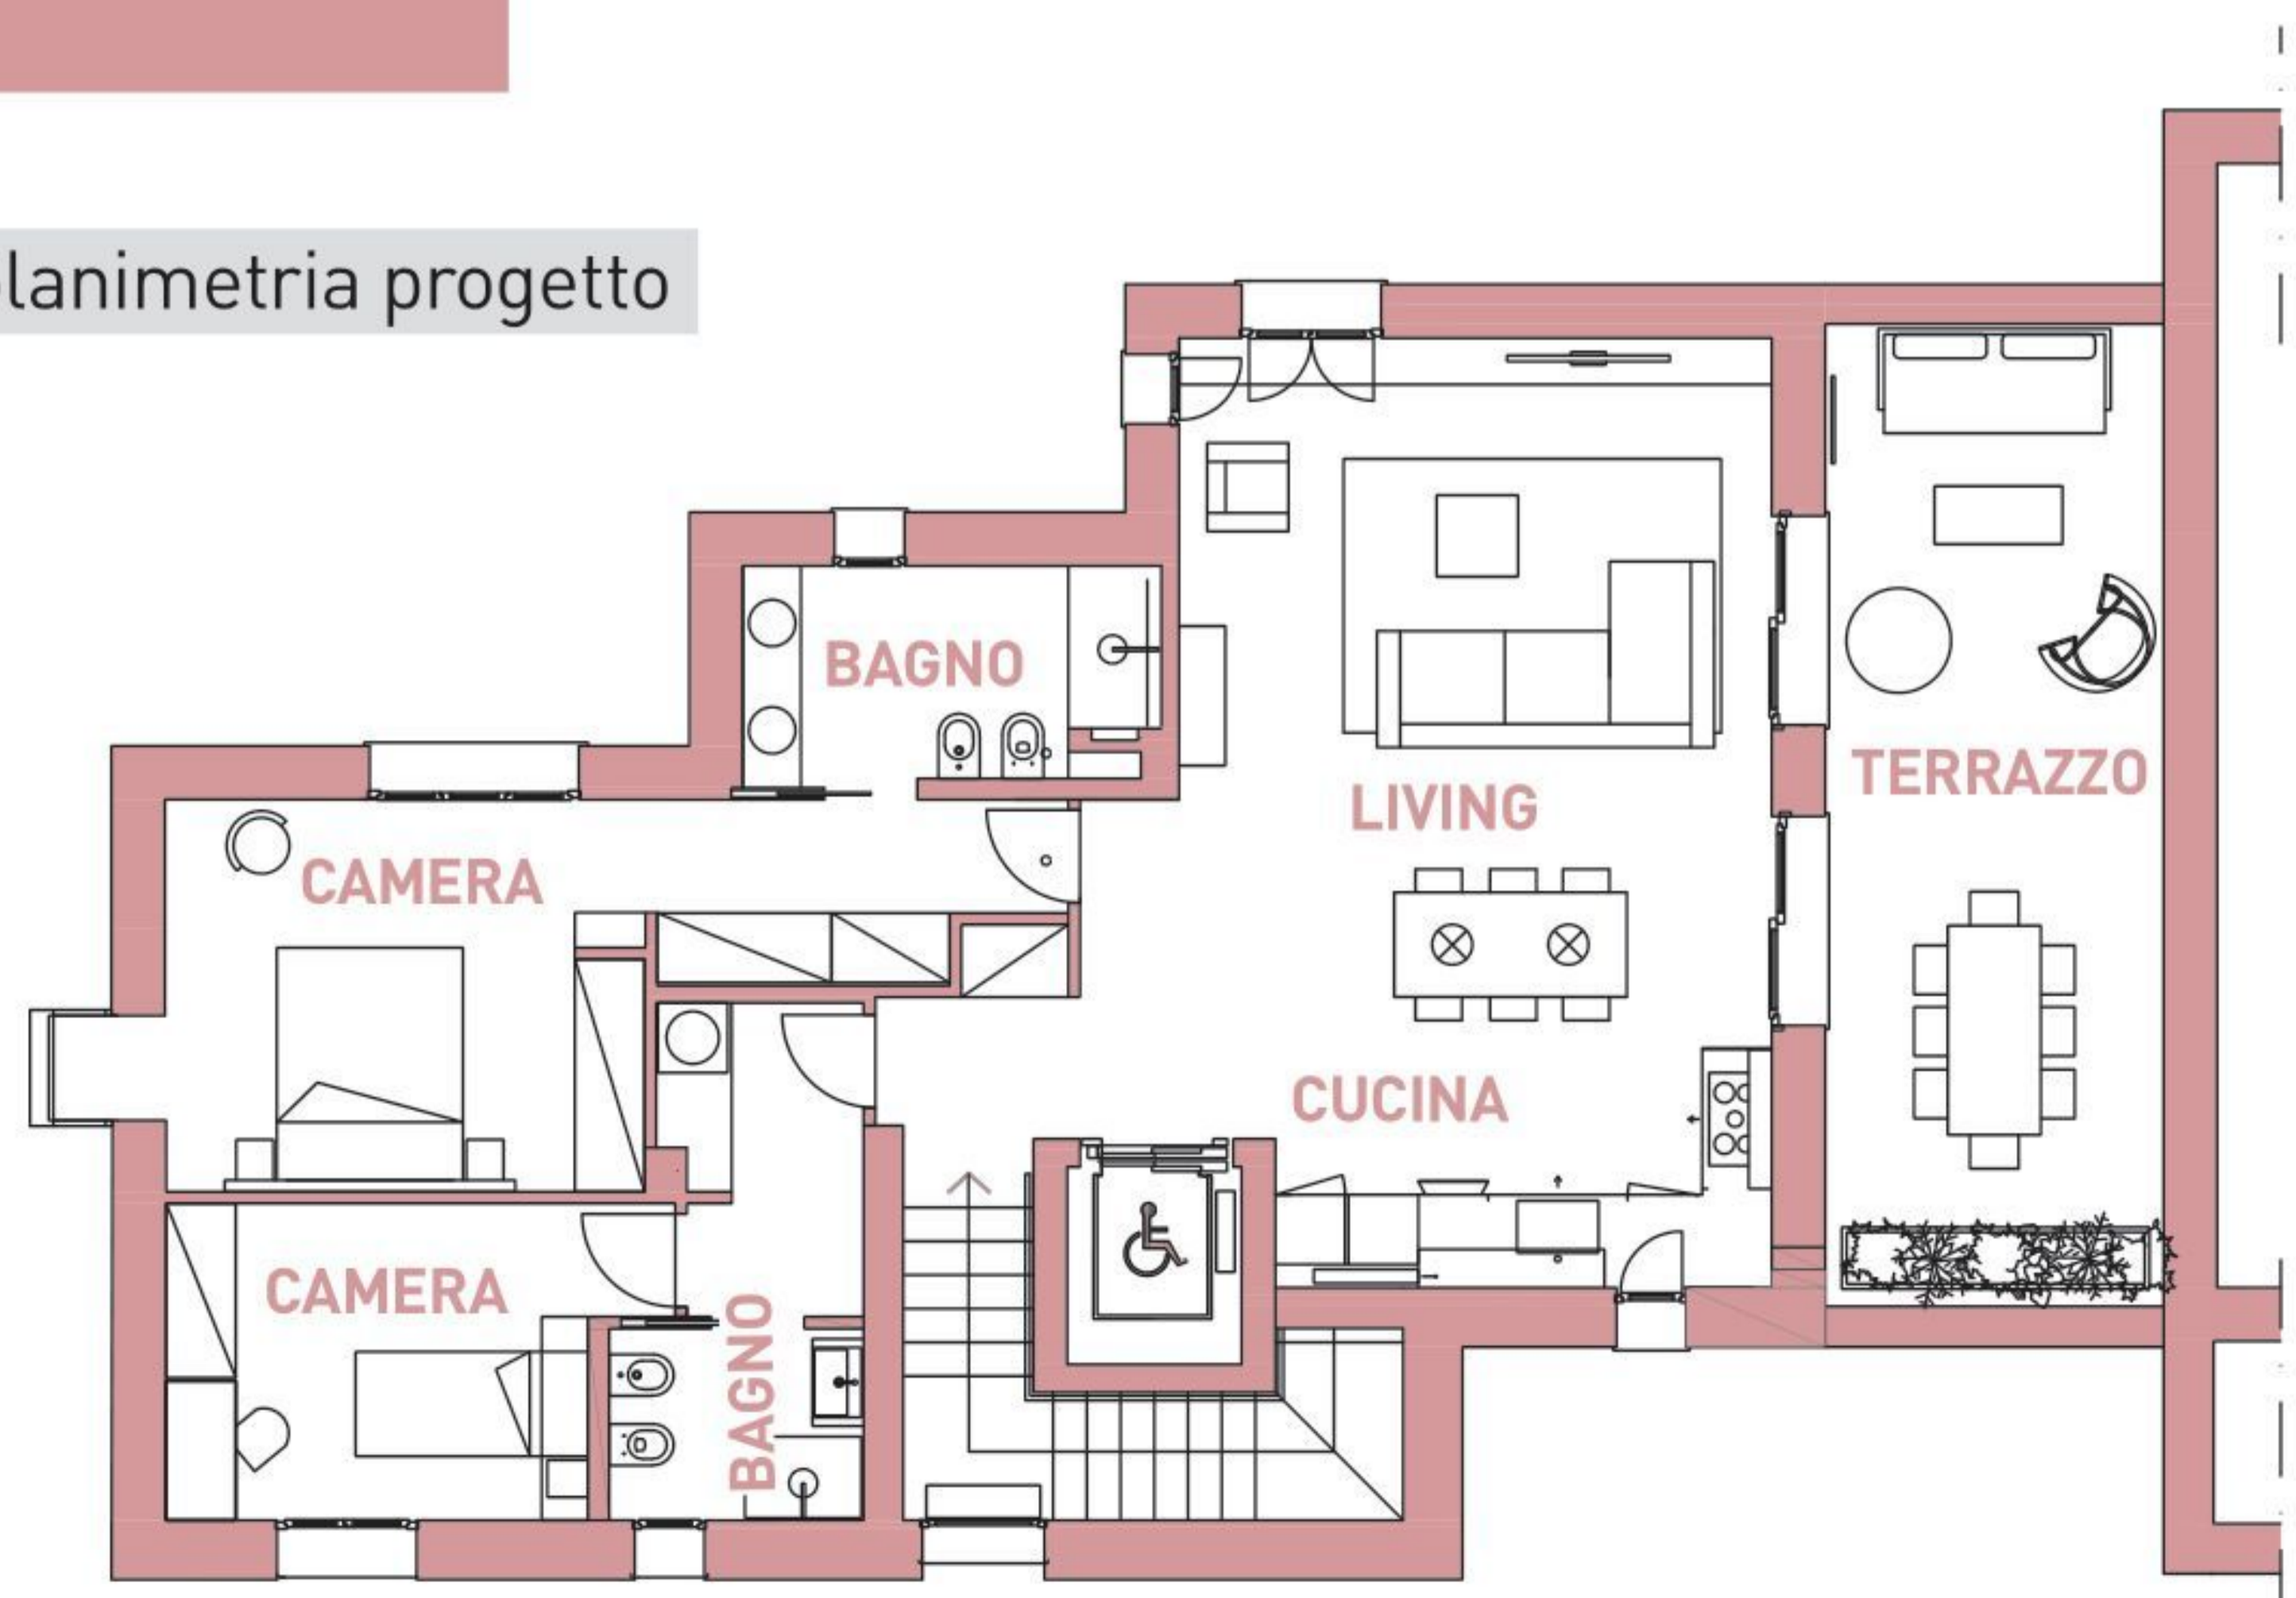 lanimetria progetto
BAGNO
TERRAZZO
LIVING
CAMERA
CUCINA
CAMERA
BAGNO